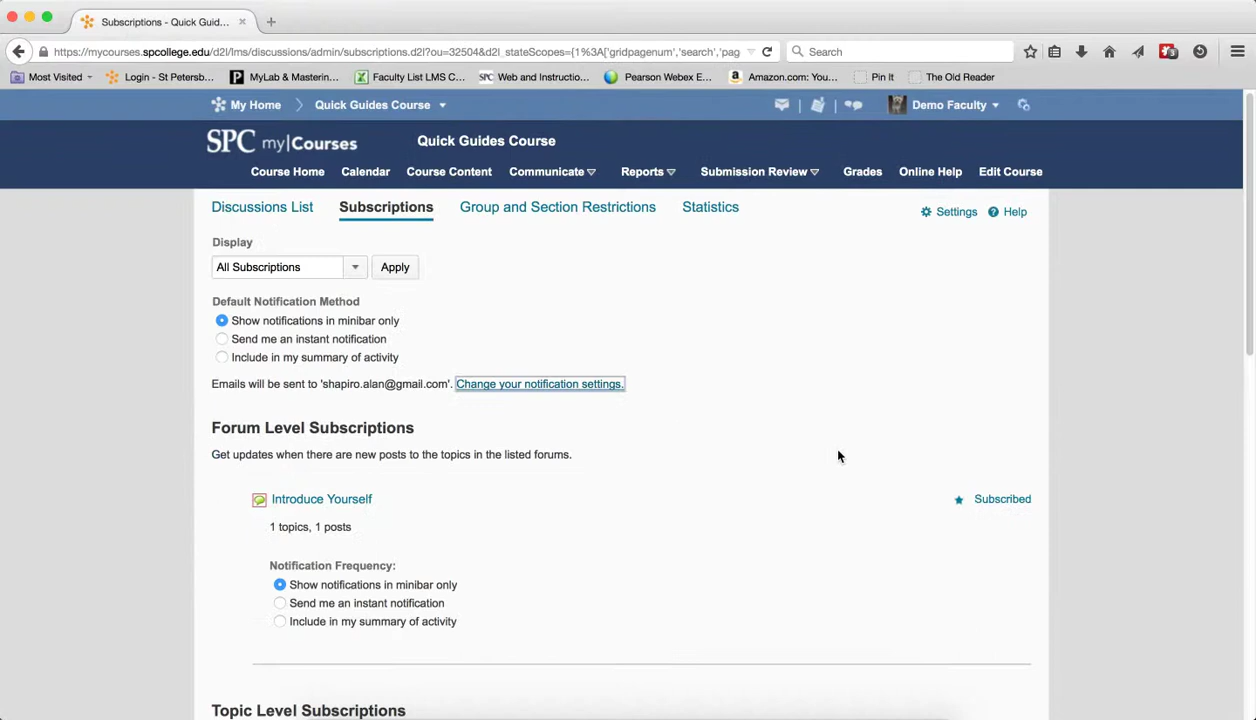 Subscriptions - Quick Guid...
https://mycourses.spcollege.edu/d2l/lms/discussions/admin/subscriptions.d2l?ou=32504&d2l_stateScopes={1%3A['gridpagenum','search','pag
Search
3
Most Visited
Login - St Petersb...
MyLab & Mastering...
Faculty List LMS C...
SPC Web and Instructio...
Pearson Webex E...
Amazon.com: You...
Pin It
The Old Reader
My Home
Quick Guides Course
Demo Faculty
SPC my|Courses
Quick Guides Course
Course Home
Calendar
Course Content
Communicate
Reports
Submission Review
Grades
Online Help
Edit Course
Discussions List
Subscriptions
Group and Section Restrictions
Statistics
Settings
Help
Display
All Subscriptions
Apply
Default Notification Method
Show notifications in minibar only
Send me an instant notification
Include in my summary of activity
Emails will be sent to 'shapiro.alan@gmail.com'. Change your notification settings.
Forum Level Subscriptions
Get updates when there are new posts to the topics in the listed forums.
Introduce Yourself
Subscribed
1 topics, 1 posts
Notification Frequency:
Show notifications in minibar only
Send me an instant notification
Include in my summary of activity
Topic Level Subscriptions